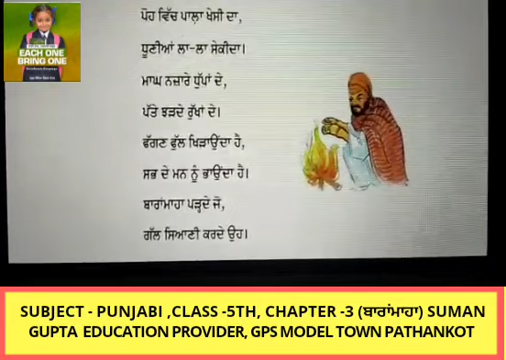 EACH ONE
BRING ONE
ਪੋਹ ਵਿੱਚ ਪਾਲਾ ਖੇਸੀ ਦਾ,
ਧੂਣੀਆਂ ਲਾ-ਲਾ ਸੇਕੀਦਾ।
ਮਾਘ ਨਜ਼ਾਰੇ ਧੁੱਪਾਂ ਦੇ,
ਪੱਤੇ ਝੜਦੇ ਰੁੱਖਾਂ ਦੇ।
ਫੱਗਣ ਫੁੱਲ ਖਿੜਾਉਂਦਾ ਹੈ,
ਸਭ ਦੇ ਮਨ ਨੂੰ ਭਾਉਂਦਾ ਹੈ।
ਬਾਰਾਂਮਾਹਾ ਪੜ੍ਹਦੇ ਜੋ,
ਗੱਲ ਸਿਆਣੀ ਕਰਦੇ ਉਹ।
SUBJECT - PUNJABI ,CLASS -5TH, CHAPTER -3 (ਬਾਰਾਂਮਾਹਾ) SUMAN
GUPTA EDUCATION PROVIDER, GPS MODEL TOWN PATHANKOT